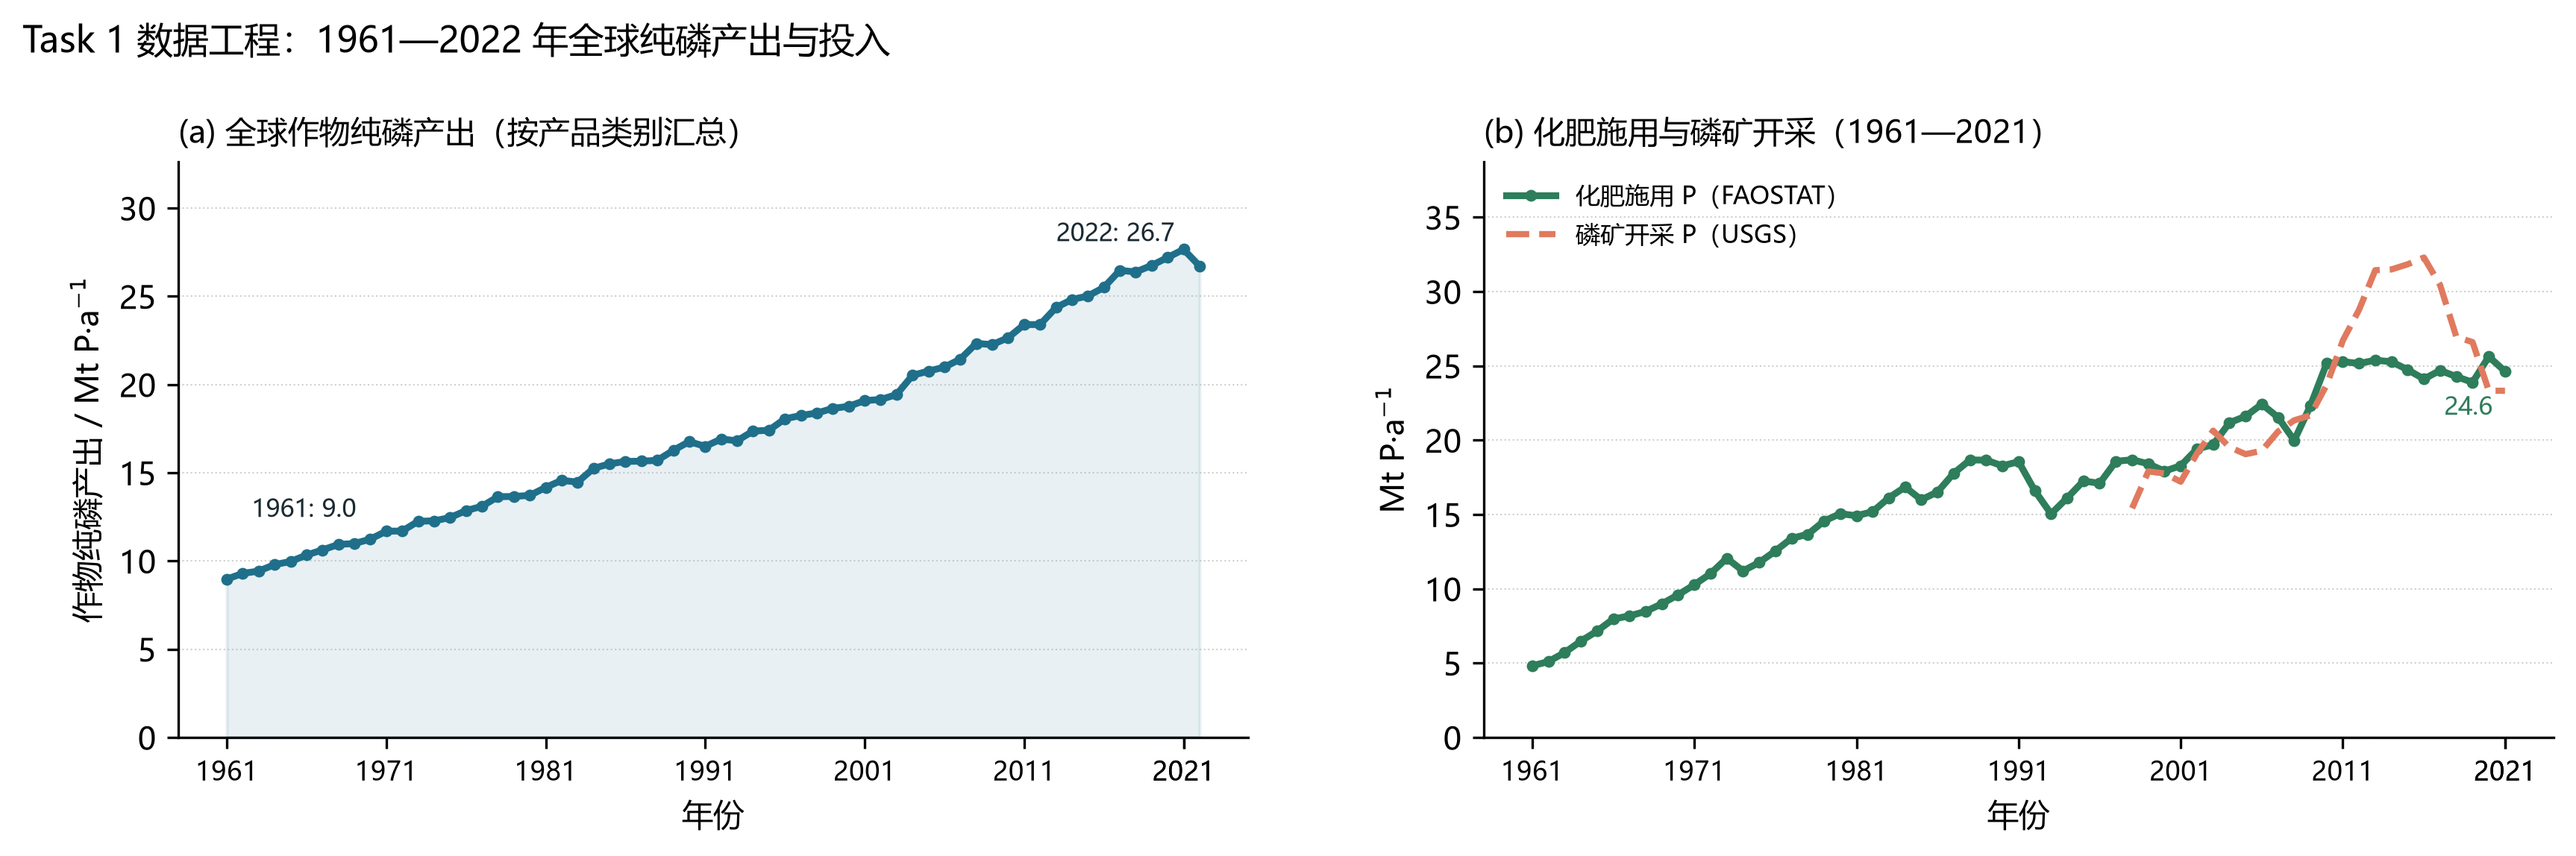 Task 1 数据工程：1961—2022 年全球纯磷产出与投入
(a) 全球作物纯磷产出（按产品类别汇总）
作物纯磷产出 / Mt P·a⁻¹
30
25
20
15
10
5
0
2022: 26.7
1961: 9.0
1961 1971 1981 1991 2001 2011 2021
年份
(b) 化肥施用与磷矿开采（1961—2021）
化肥施用 P（FAOSTAT）
磷矿开采 P（USGS）
Mt P·a⁻¹
35
30
25
20
15
10
5
0
24.6
1961 1971 1981 1991 2001 2011 2021
年份